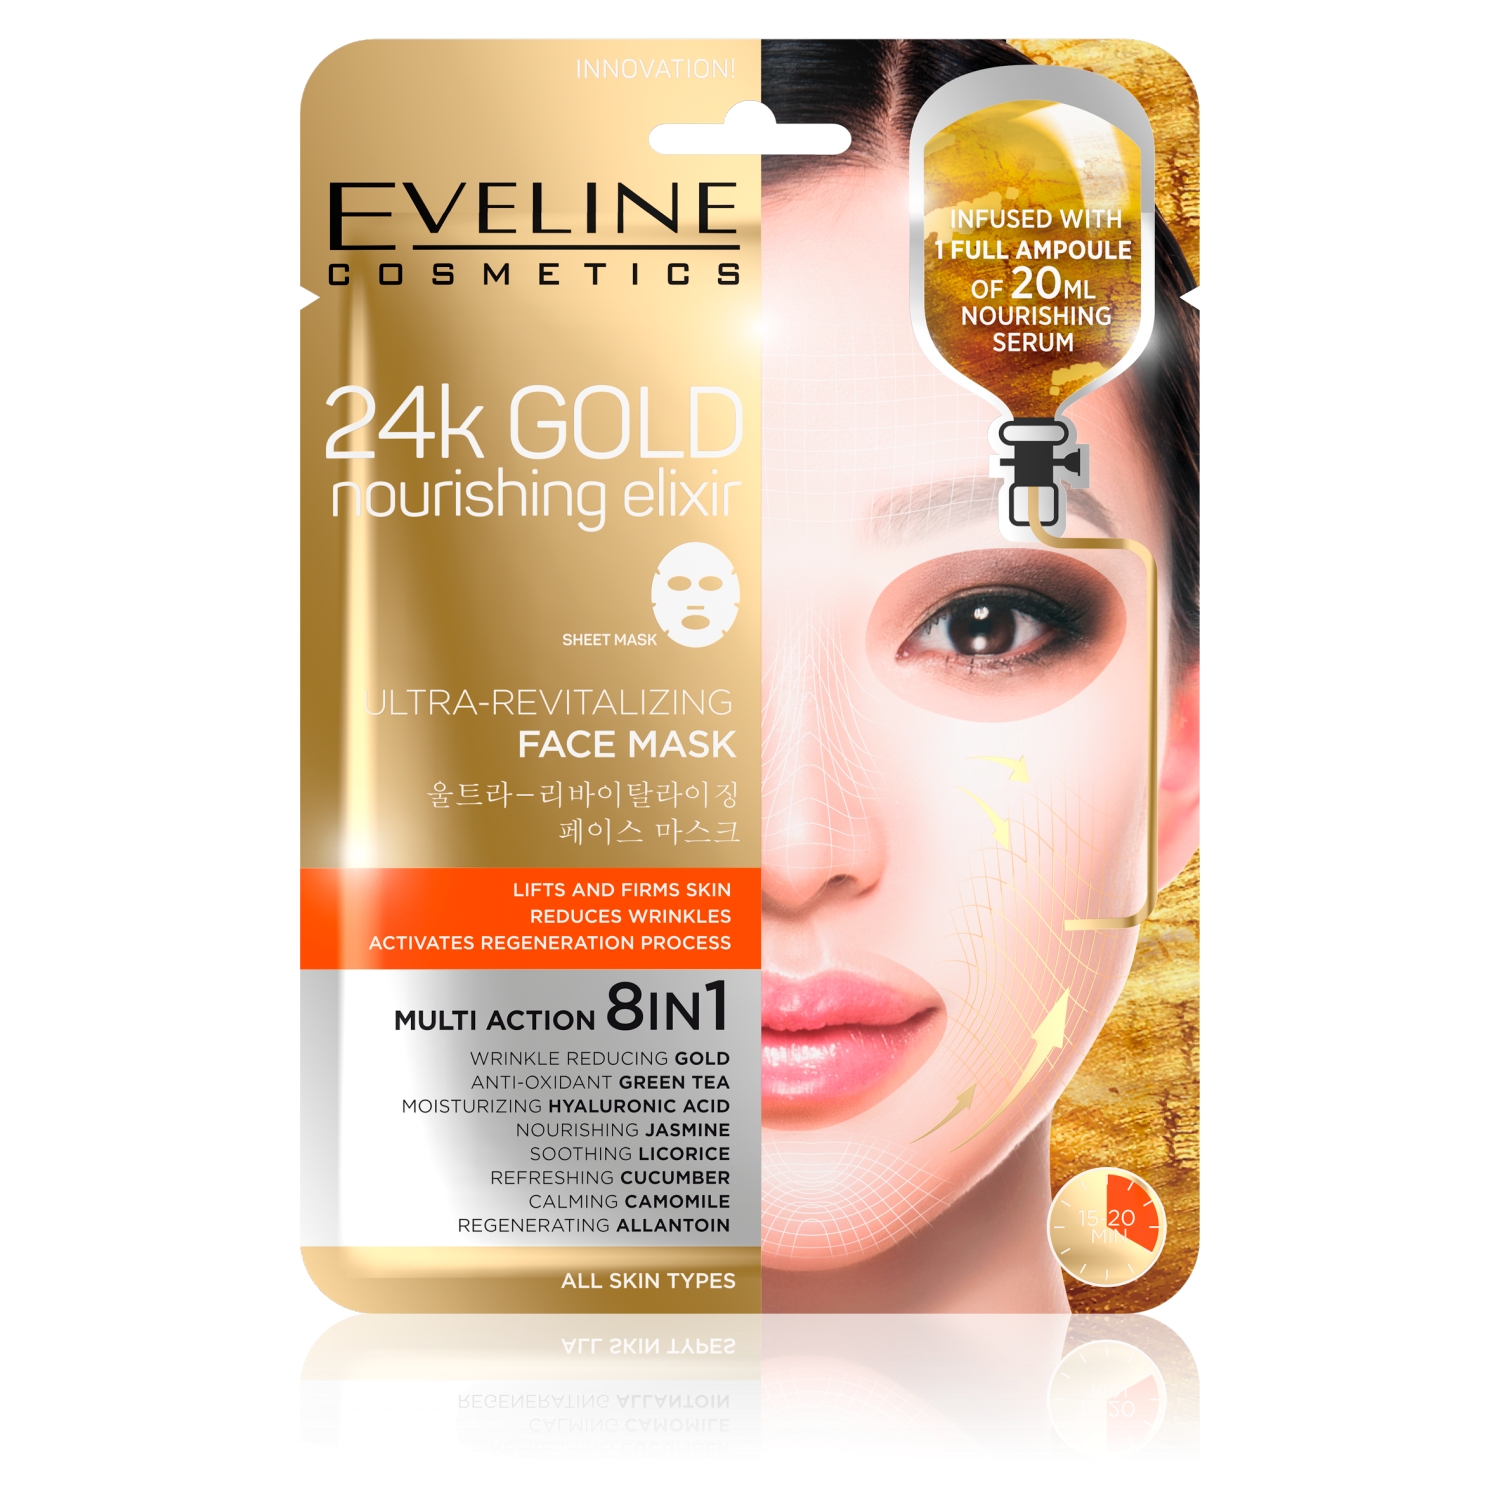 INNOVATION!
EVELINE
COSMETICS
24k GOLD
nourishing elixir
SHEET MASK
ULTRA-REVITALIZING
FACE MASK
울트라-리바이탈라이징
페이스 마스크
LIFTS AND FIRMS SKIN
REDUCES WRINKLES
ACTIVATES REGENERATION PROCESS
MULTI ACTION 8IN1
WRINKLE REDUCING GOLD
ANTI-OXIDANT GREEN TEA
MOISTURIZING HYALURONIC ACID
NOURISHING JASMINE
SOOTHING LICORICE
REFRESHING CUCUMBER
CALMING CAMOMILE
REGENERATING ALLANTOIN
ALL SKIN TYPES
INFUSED WITH
1 FULL AMPOULE
OF 20ML
NOURISHING
SERUM
15-20
MIN